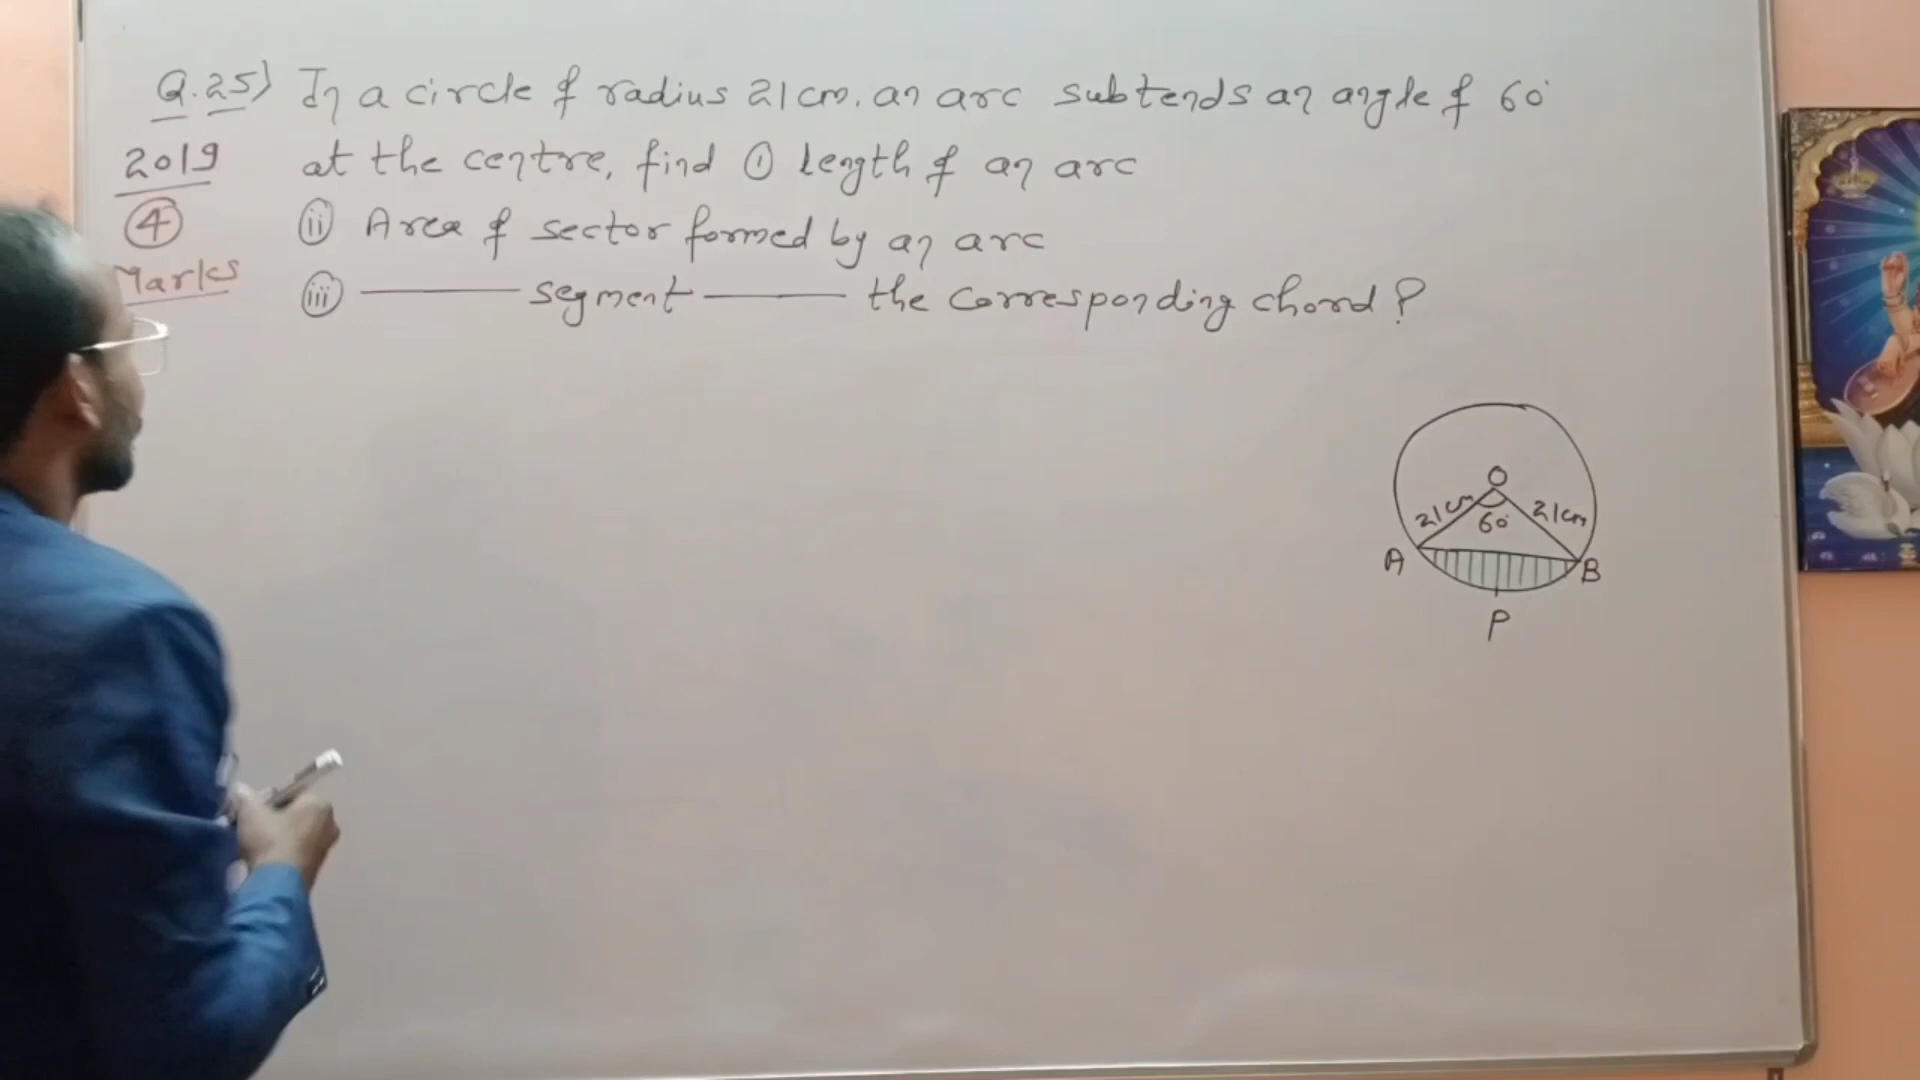 Q.25) In a circle of radius 21cm. an arc subtends an angle of 60°
2019 at the centre, find ① length of an arc
④ ⅱ Area of sector formed by an arc
Marks ⅲ ——— segment ——— the corresponding chord?
O
21cm 60° 21cm
A B
P